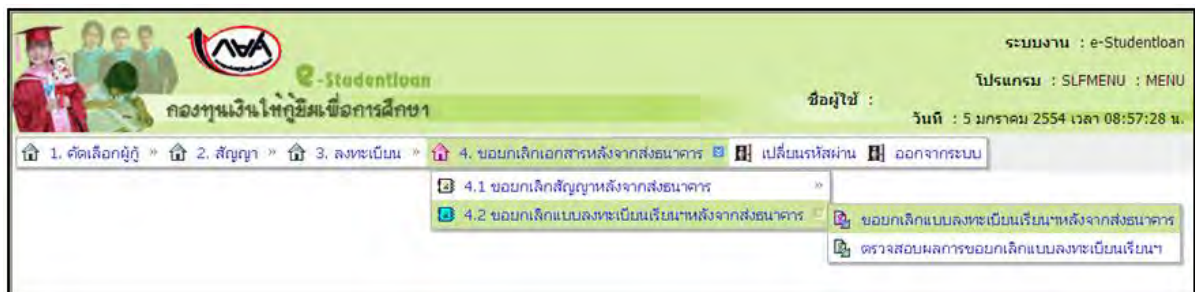 กยศ
ระบบงาน : e-Studentloan
e-Studentloan
โปรแกรม : SLFMENU : MENU
กองทุนเงินให้กู้ยืมเพื่อการศึกษา
ชื่อผู้ใช้ :
วันที่ : 5 มกราคม 2554 เวลา 08:57:28 น.
1. คัดเลือกผู้กู้ » 2. สัญญา » 3. ลงทะเบียน » 4. ขอยกเลิกเอกสารหลังจากส่งธนาคาร เปลี่ยนรหัสผ่าน ออกจากระบบ
4.1 ขอยกเลิกสัญญาหลังจากส่งธนาคาร »
4.2 ขอยกเลิกแบบลงทะเบียนเรียนฯหลังจากส่งธนาคาร
ขอยกเลิกแบบลงทะเบียนเรียนฯหลังจากส่งธนาคาร
ตรวจสอบผลการขอยกเลิกแบบลงทะเบียนเรียนฯ